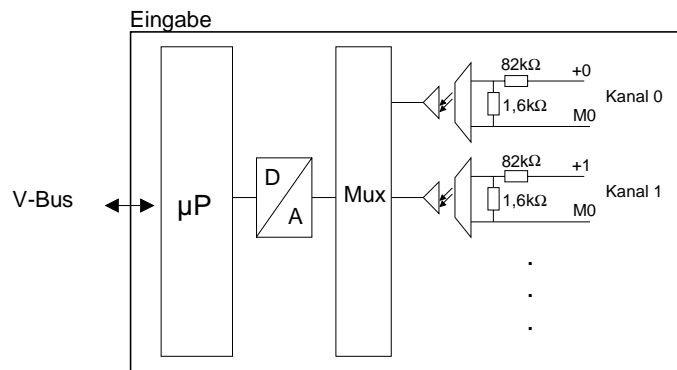 Eingabe
82kΩ
+0
Kanal 0
1,6kΩ
M0
82kΩ
+1
Kanal 1
1,6kΩ
M0
V-Bus
µP
D
A
Mux